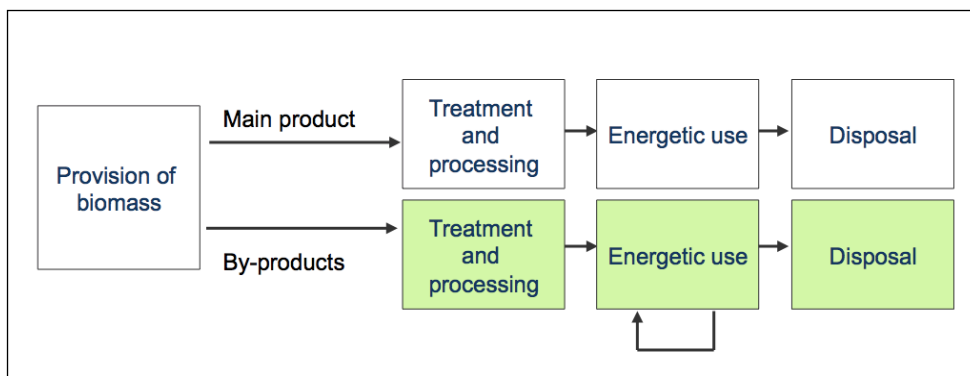 Provision of
biomass
Main product
Treatment
and
processing
Energetic use
Disposal
By-products
Treatment
and
processing
Energetic use
Disposal